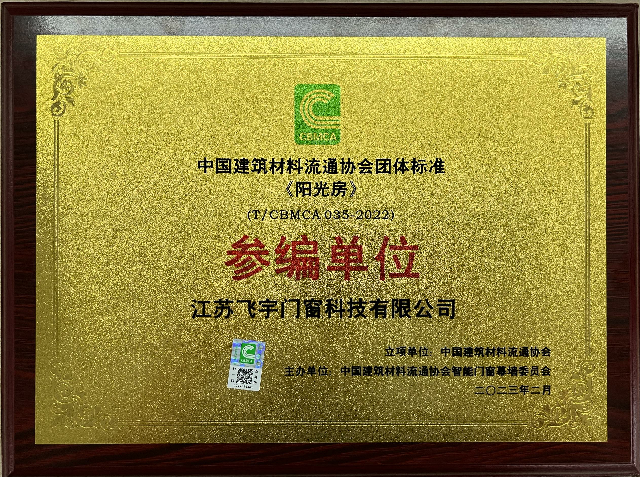 CBMCA
中国建筑材料流通协会团体标准
《阳光房》
(T/CBMCA 035-2022)
参编单位
江苏飞宇门窗科技有限公司
立项单位：中国建筑材料流通协会
主办单位：中国建筑材料流通协会智能门窗幕墙委员会
二〇二三年二月